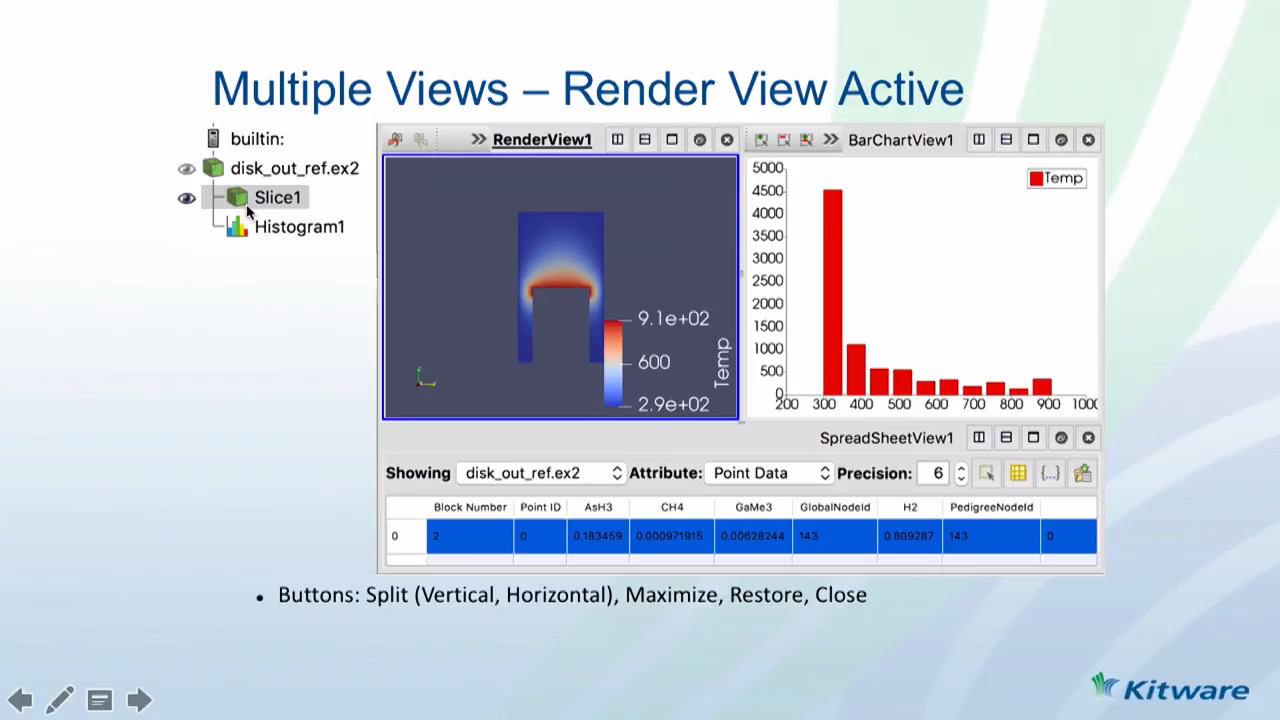 Multiple Views – Render View Active
builtin:
disk_out_ref.ex2
Slice1
Histogram1
RenderView1
9.1e+02
600
2.9e+02
Temp
BarChartView1
Temp
5000
4500
4000
3500
3000
2500
2000
1500
1000
500
0
200 300 400 500 600 700 800 900 1000
SpreadSheetView1
Showing disk_out_ref.ex2 Attribute: Point Data Precision: 6
Block Number Point ID AsH3 CH4 GaMe3 GlobalNodeId H2 PedigreeNodeId
0 2 0 0.183459 0.000971915 0.00628244 143 0.809287 143 0
• Buttons: Split (Vertical, Horizontal), Maximize, Restore, Close
Kitware